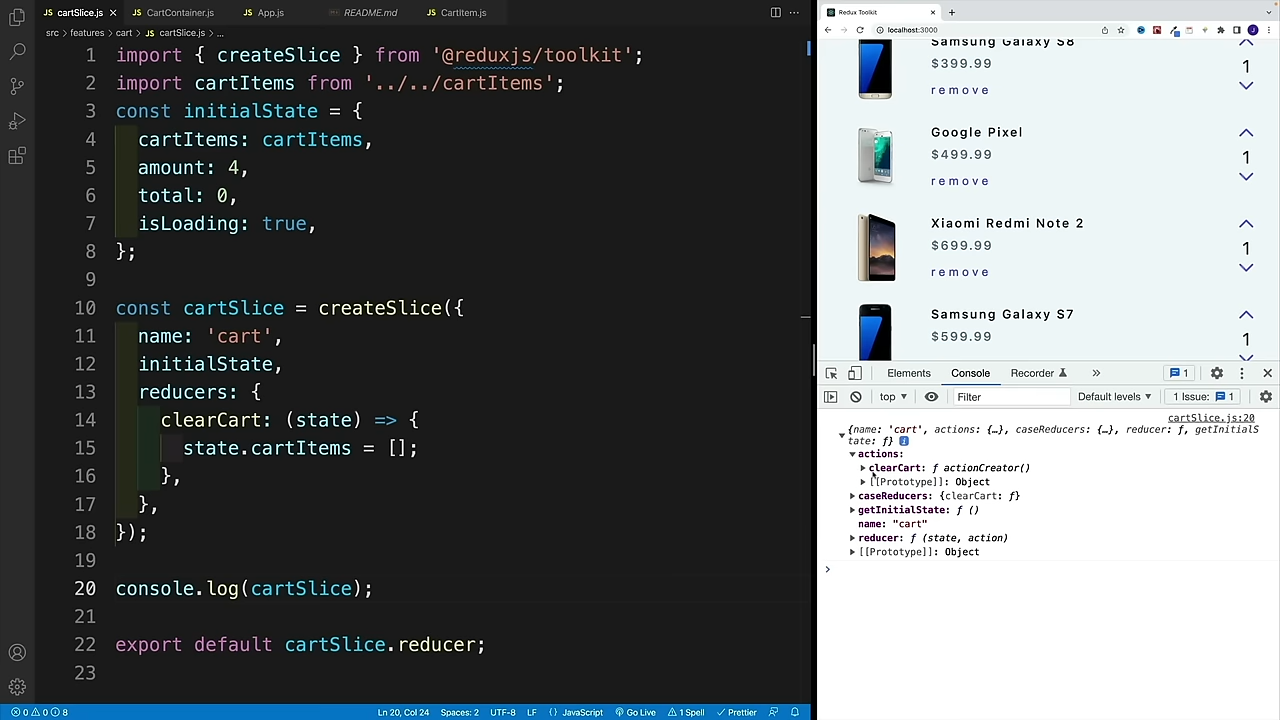 cartSlice.js
CartContainer.js
App.js
README.md
CartItem.js
src > features >
cartSlice.js > ...
1 import { createSlice } from '@reduxjs/toolkit';
2 import cartItems from '../../cartItems';
3 const initialState = {
4 cartItems: cartItems,
5 amount: 4,
6 total: 0,
7 isLoading: true,
8 };
9
10 const cartSlice = createSlice({
11 name: 'cart',
12 initialState,
13 reducers: {
14 clearCart: (state) => {
15 state.cartItems = [];
16 },
17 },
18 });
19
20 console.log(cartSlice);
21
22 export default cartSlice.reducer;
23
0 0 8
Ln 20, Col 24
Spaces: 2
UTF-8
LF
{} JavaScript
Go Live
1 Spell
Prettier
Redux Toolkit
localhost:3000
J
Samsung Galaxy S8
$399.99
1
remove
Google Pixel
$499.99
1
remove
Xiaomi Redmi Note 2
$699.99
1
remove
Samsung Galaxy S7
$599.99
1
Elements
Console
Recorder
1
top
Filter
Default levels
1 Issue: 1
cartSlice.js:20
{name: 'cart', actions: {…}, caseReducers: {…}, reducer: ƒ, getInitialS
tate: ƒ}
actions:
clearCart: ƒ actionCreator()
[[Prototype]]: Object
caseReducers: {clearCart: ƒ}
getInitialState: ƒ ()
name: "cart"
reducer: ƒ (state, action)
[[Prototype]]: Object